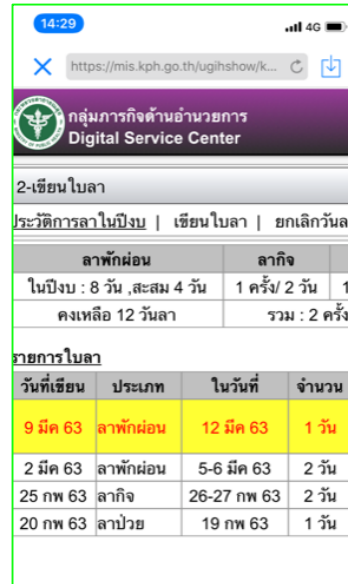 14:29
4G
https://mis.kph.go.th/ugihshow/k...
กลุ่มภารกิจด้านอำนวยการ
Digital Service Center
2-เขียนใบลา
ประวัติการลาในปีงบ | เขียนใบลา | ยกเลิกวันล
ลาพักผ่อน ลากิจ
ในปีงบ : 8 วัน ,สะสม 4 วัน 1 ครั้ง/ 2 วัน 1
คงเหลือ 12 วันลา รวม : 2 ครั้ง
รายการใบลา
วันที่เขียน ประเภท ในวันที่ จำนวน
9 มีค 63 ลาพักผ่อน 12 มีค 63 1 วัน
2 มีค 63 ลาพักผ่อน 5-6 มีค 63 2 วัน
25 กพ 63 ลากิจ 26-27 กพ 63 2 วัน
20 กพ 63 ลาป่วย 19 กพ 63 1 วัน